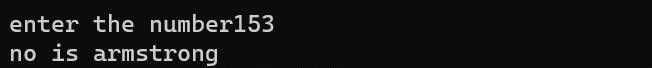 enter the number153
no is armstrong